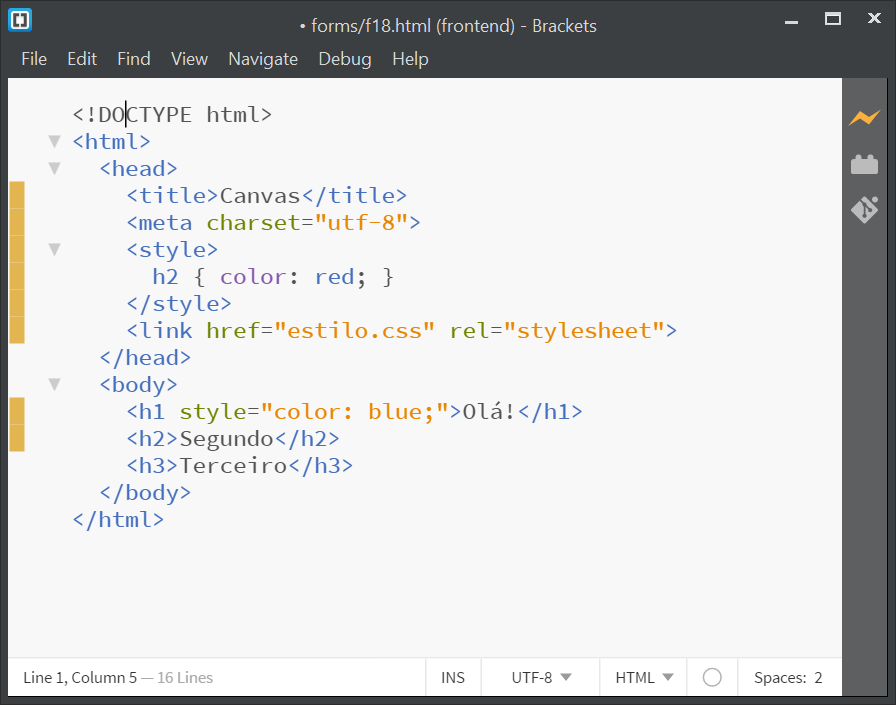 • forms/f18.html (frontend) - Brackets
File Edit Find View Navigate Debug Help
<!DOCTYPE html>
<html>
  <head>
    <title>Canvas</title>
    <meta charset="utf-8">
    <style>
      h2 { color: red; }
    </style>
    <link href="estilo.css" rel="stylesheet">
  </head>
  <body>
    <h1 style="color: blue;">Olá!</h1>
    <h2>Segundo</h2>
    <h3>Terceiro</h3>
  </body>
</html>
Line 1, Column 5 — 16 Lines INS UTF-8 HTML Spaces: 2